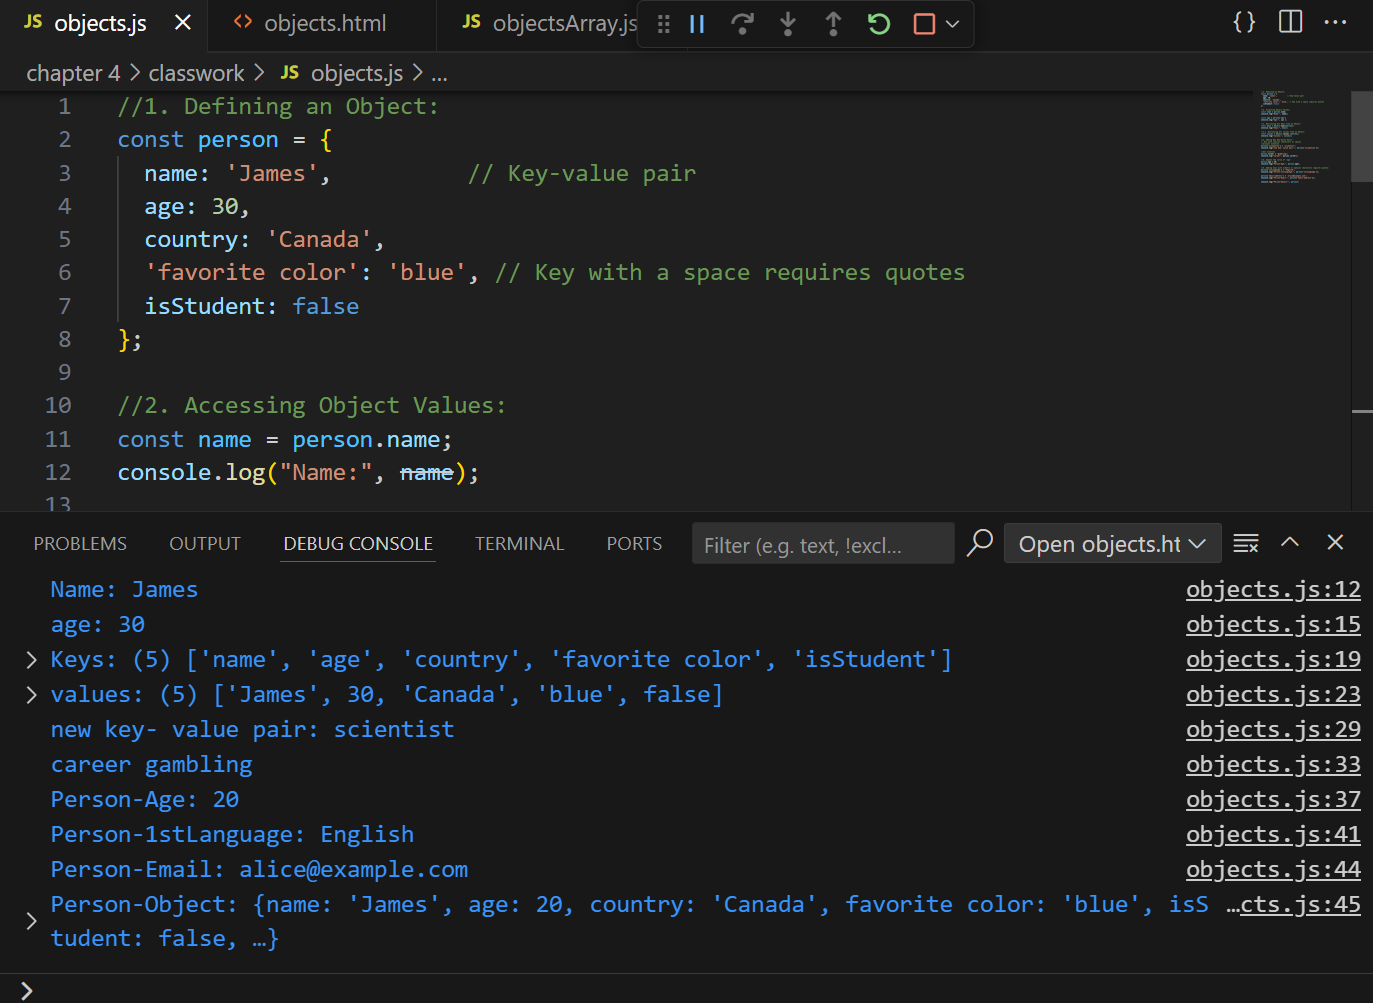 JS objects.js
<> objects.html
JS objectsArray.js
{}
chapter 4 > classwork > JS objects.js > ...
1 //1. Defining an Object:
2 const person = {
3 name: 'James', // Key-value pair
4 age: 30,
5 country: 'Canada',
6 'favorite color': 'blue', // Key with a space requires quotes
7 isStudent: false
8 };
9
10 //2. Accessing Object Values:
11 const name = person.name;
12 console.log("Name:", name);
13
PROBLEMS OUTPUT DEBUG CONSOLE TERMINAL PORTS Filter (e.g. text, !excl... Open objects.ht
Name: James objects.js:12
age: 30 objects.js:15
> Keys: (5) ['name', 'age', 'country', 'favorite color', 'isStudent'] objects.js:19
> values: (5) ['James', 30, 'Canada', 'blue', false] objects.js:23
new key- value pair: scientist objects.js:29
career gambling objects.js:33
Person-Age: 20 objects.js:37
Person-1stLanguage: English objects.js:41
Person-Email: alice@example.com objects.js:44
> Person-Object: {name: 'James', age: 20, country: 'Canada', favorite color: 'blue', isS …cts.js:45
tudent: false, …}
>